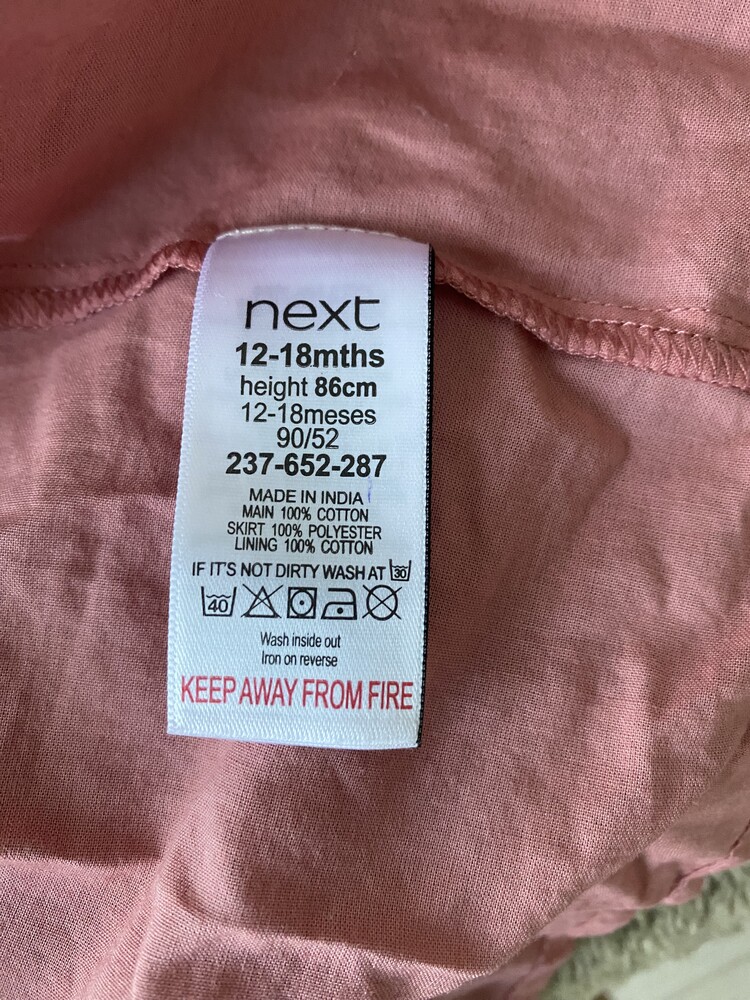 next
12-18mths
height 86cm
12-18meses
90/52
237-652-287
MADE IN INDIA
MAIN 100% COTTON
SKIRT 100% POLYESTER
LINING 100% COTTON
IF IT'S NOT DIRTY WASH AT 30
40
Wash inside out
Iron on reverse
KEEP AWAY FROM FIRE